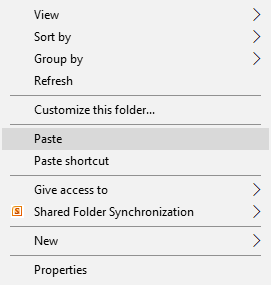 View
Sort by
Group by
Refresh
Customize this folder...
Paste
Paste shortcut
Give access to
Shared Folder Synchronization
New
Properties